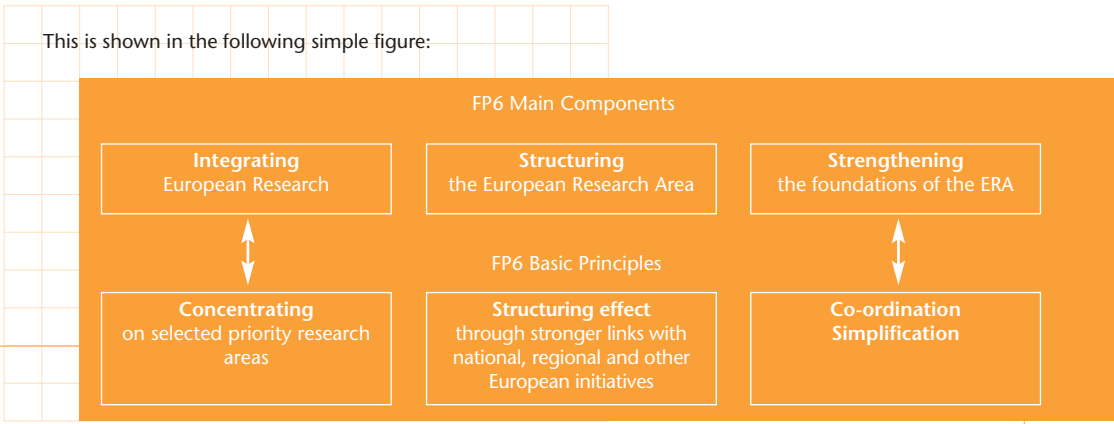 This is shown in the following simple figure:
FP6 Main Components
Integrating
European Research
Structuring
the European Research Area
Strengthening
the foundations of the ERA
FP6 Basic Principles
Concentrating
on selected priority research
areas
Structuring effect
through stronger links with
national, regional and other
European initiatives
Co-ordination
Simplification